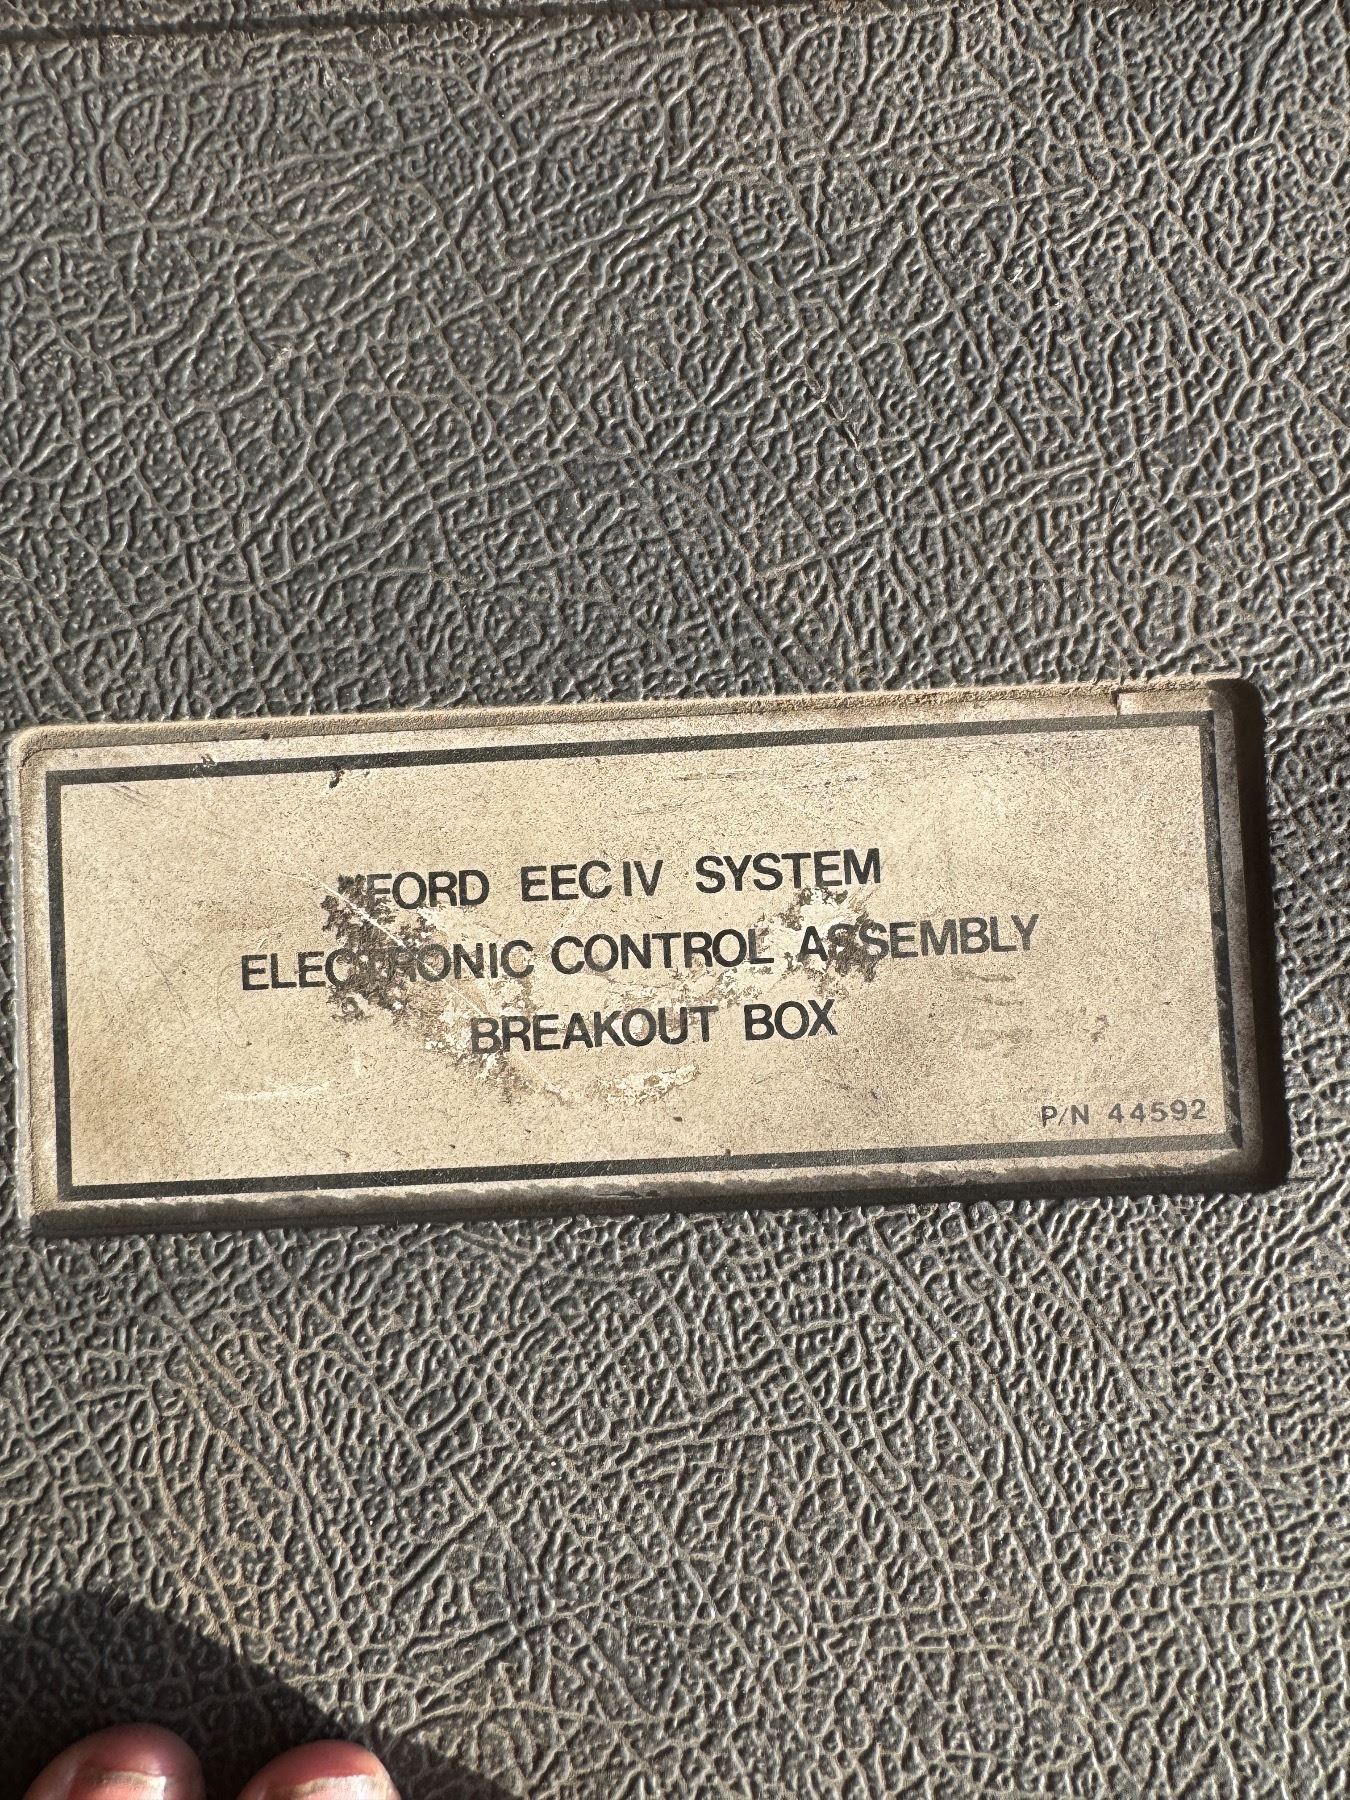 FORD EEC IV SYSTEM
ELECTRONIC CONTROL ASSEMBLY
BREAKOUT BOX
P/N 44592